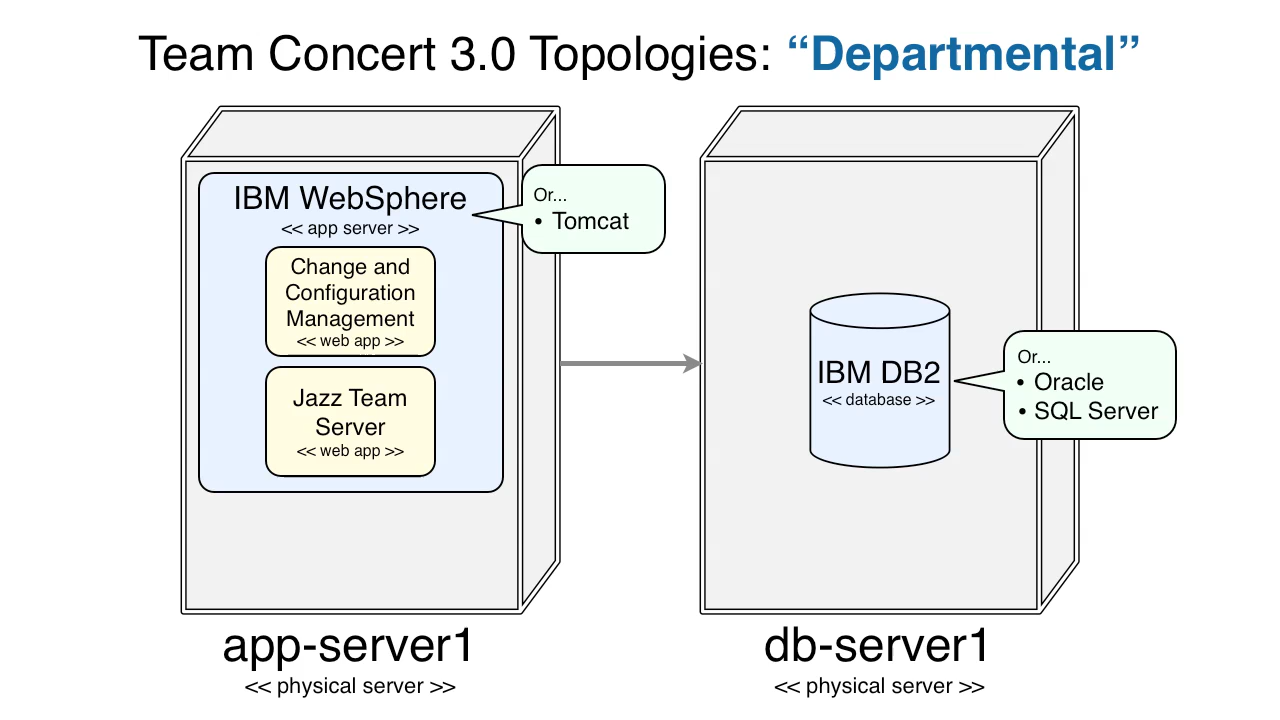 Team Concert 3.0 Topologies: “Departmental”
IBM WebSphere
<< app server >>
Or...
• Tomcat
Change and
Configuration
Management
<< web app >>
Jazz Team
Server
<< web app >>
IBM DB2
<< database >>
Or...
• Oracle
• SQL Server
app-server1
<< physical server >>
db-server1
<< physical server >>